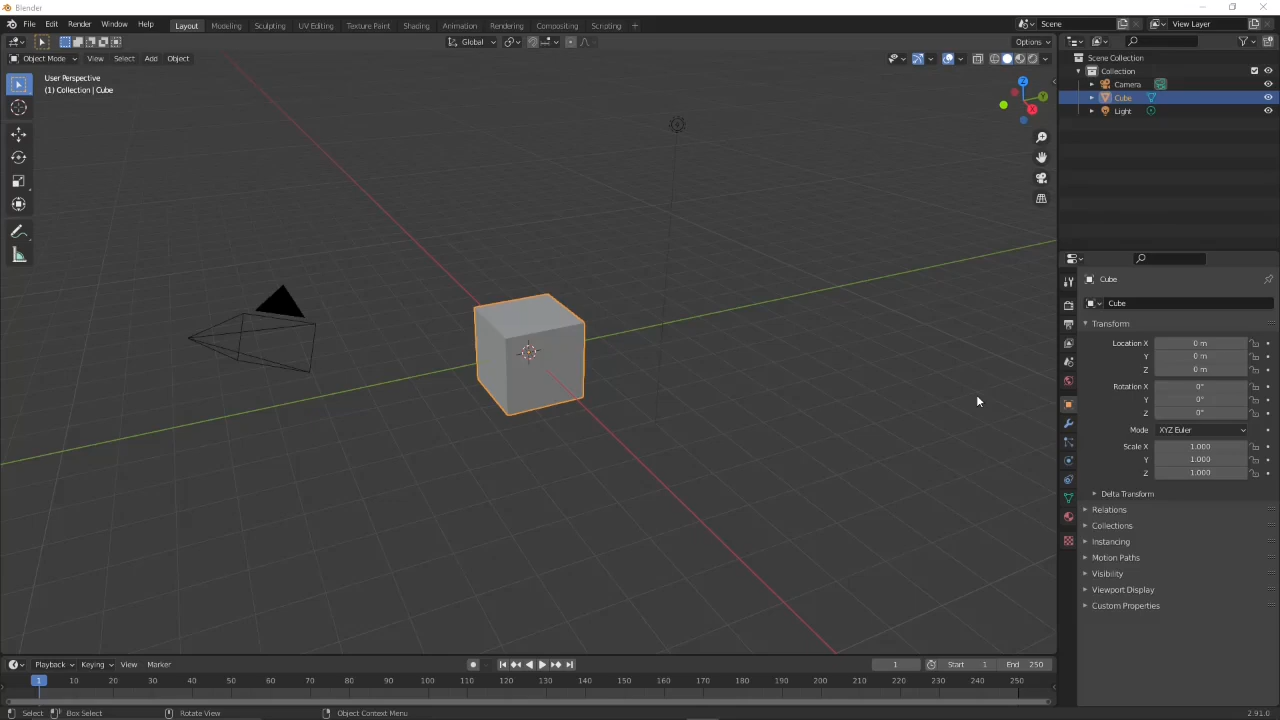 Blender
File Edit Render Window Help Layout Modeling Sculpting UV Editing Texture Paint Shading Animation Rendering Compositing Scripting + Scene View Layer
Global Options
Object Mode View Select Add Object
User Perspective
(1) Collection | Cube
Z
Y
X
Scene Collection
Collection
Camera
Cube
Light
Cube
Cube
Transform
Location X 0 m
Y 0 m
Z 0 m
Rotation X 0°
Y 0°
Z 0°
Mode XYZ Euler
Scale X 1.000
Y 1.000
Z 1.000
Delta Transform
Relations
Collections
Instancing
Motion Paths
Visibility
Viewport Display
Custom Properties
Playback Keying View Marker 1 Start 1 End 250
1 10 20 30 40 50 60 70 80 90 100 110 120 130 140 150 160 170 180 190 200 210 220 230 240 250
Select Box Select Rotate View Object Context Menu 2.91.0